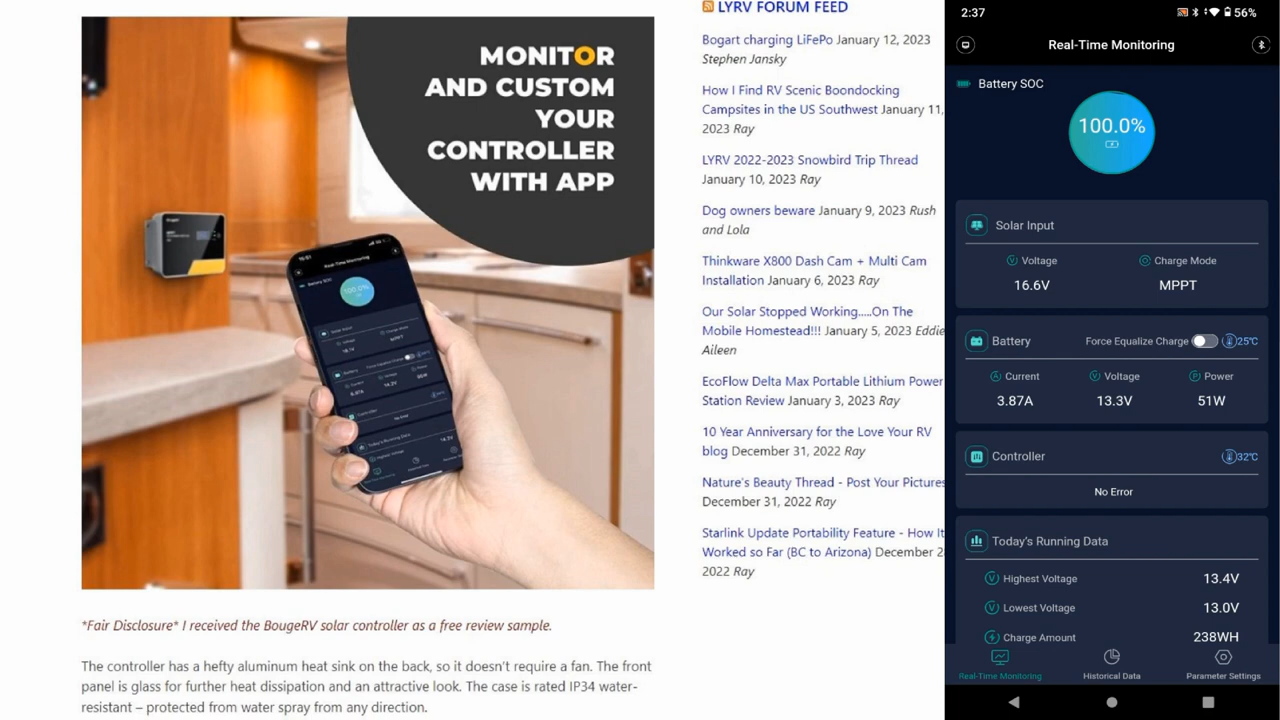 MONITOR
AND CUSTOM
YOUR
CONTROLLER
WITH APP
Real-Time Monitoring
Battery SOC
100.0%
*Fair Disclosure* I received the BougeRV solar controller as a free review sample.
The controller has a hefty aluminum heat sink on the back, so it doesn't require a fan. The front
panel is glass for further heat dissipation and an attractive look. The case is rated IP34 water-
resistant – protected from water spray from any direction.
LYRV FORUM FEED
Bogart charging LiFePo January 12, 2023
Stephen Jansky
How I Find RV Scenic Boondocking
Campsites in the US Southwest January 11,
2023 Ray
LYRV 2022-2023 Snowbird Trip Thread
January 10, 2023 Ray
Dog owners beware January 9, 2023 Rush
and Lola
Thinkware X800 Dash Cam + Multi Cam
Installation January 6, 2023 Ray
Our Solar Stopped Working.....On The
Mobile Homestead!!! January 5, 2023 Eddie
Aileen
EcoFlow Delta Max Portable Lithium Power
Station Review January 3, 2023 Ray
10 Year Anniversary for the Love Your RV
blog December 31, 2022 Ray
Nature's Beauty Thread - Post Your Pictures
December 31, 2022 Ray
Starlink Update Portability Feature - How It
Worked so Far (BC to Arizona) December 2
2022 Ray
2:37 56%
Real-Time Monitoring
Battery SOC
100.0%
Solar Input
Voltage Charge Mode
16.6V MPPT
Battery Force Equalize Charge 25°C
Current Voltage Power
3.87A 13.3V 51W
Controller 32°C
No Error
Today's Running Data
Highest Voltage 13.4V
Lowest Voltage 13.0V
Charge Amount 238WH
Real-Time Monitoring Historical Data Parameter Settings